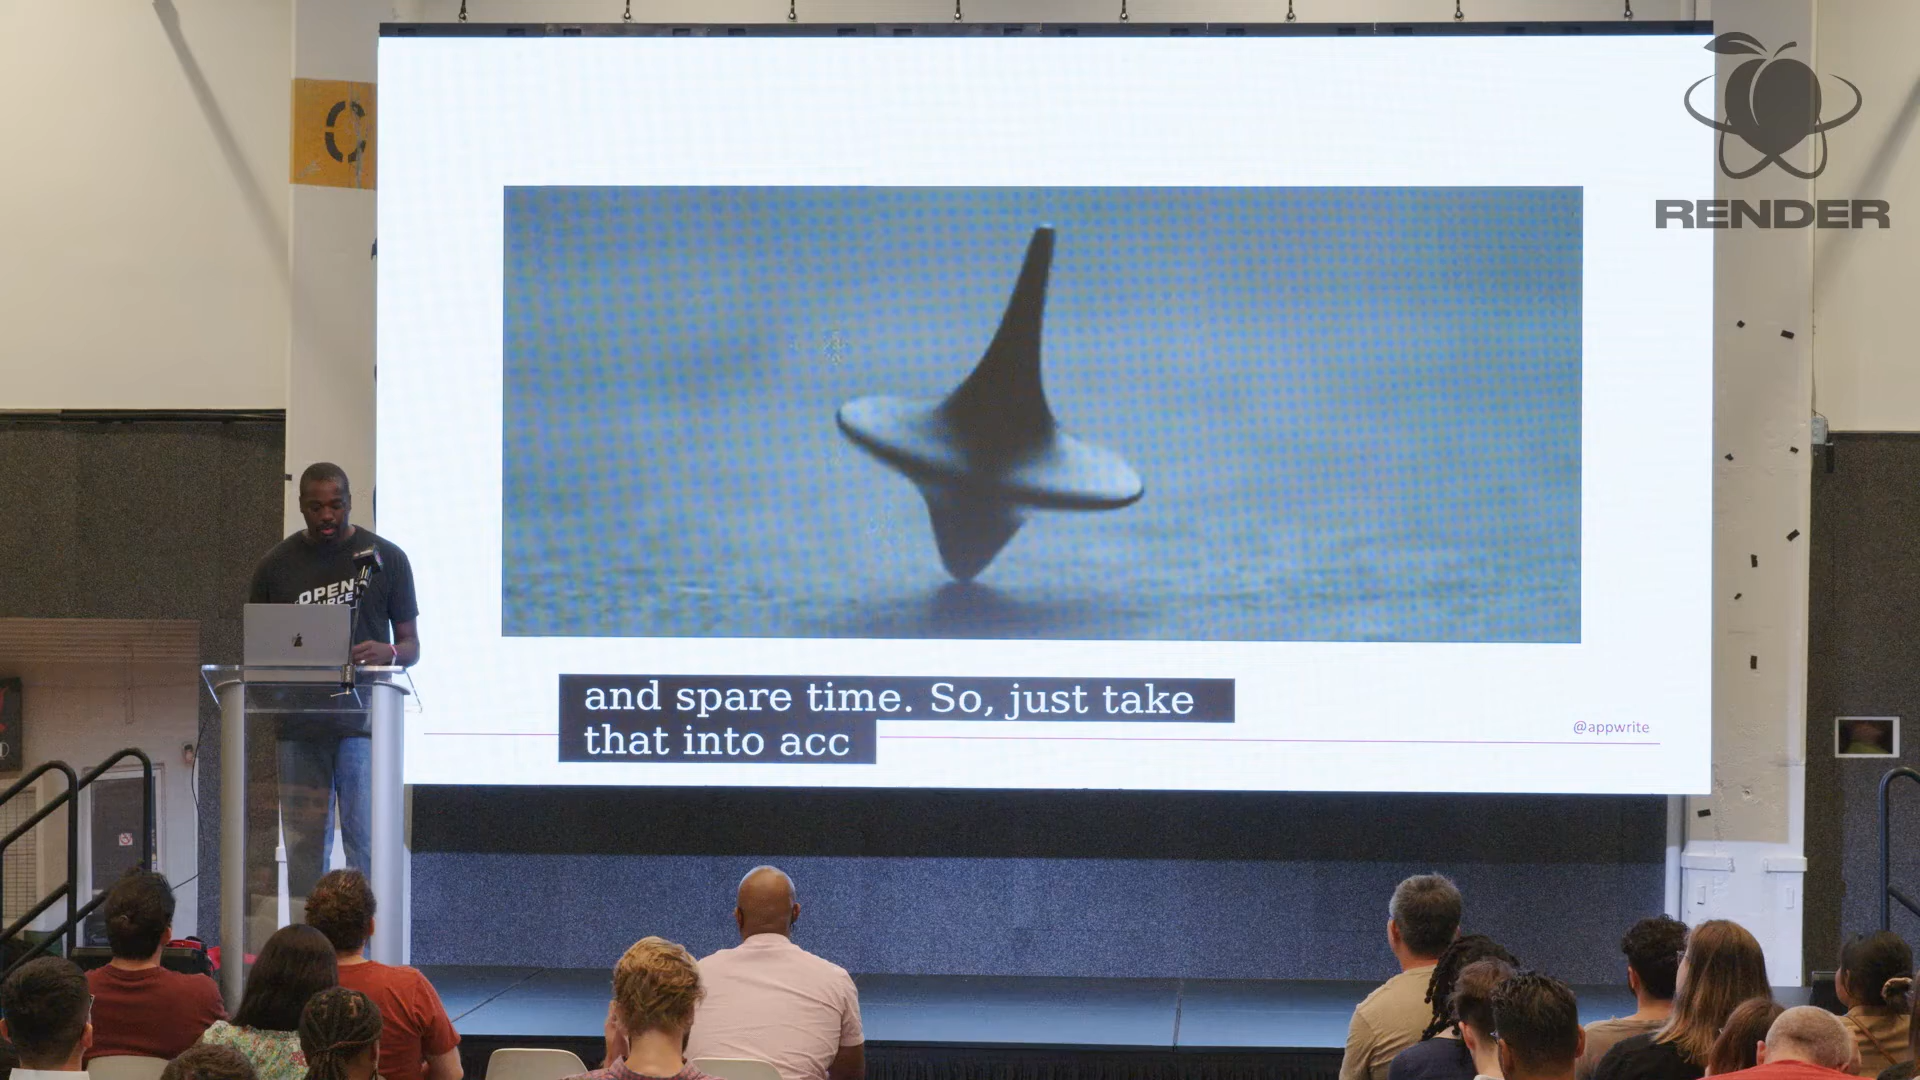 RENDER
OPEN
and spare time. So, just take
that into acc
@appwrite